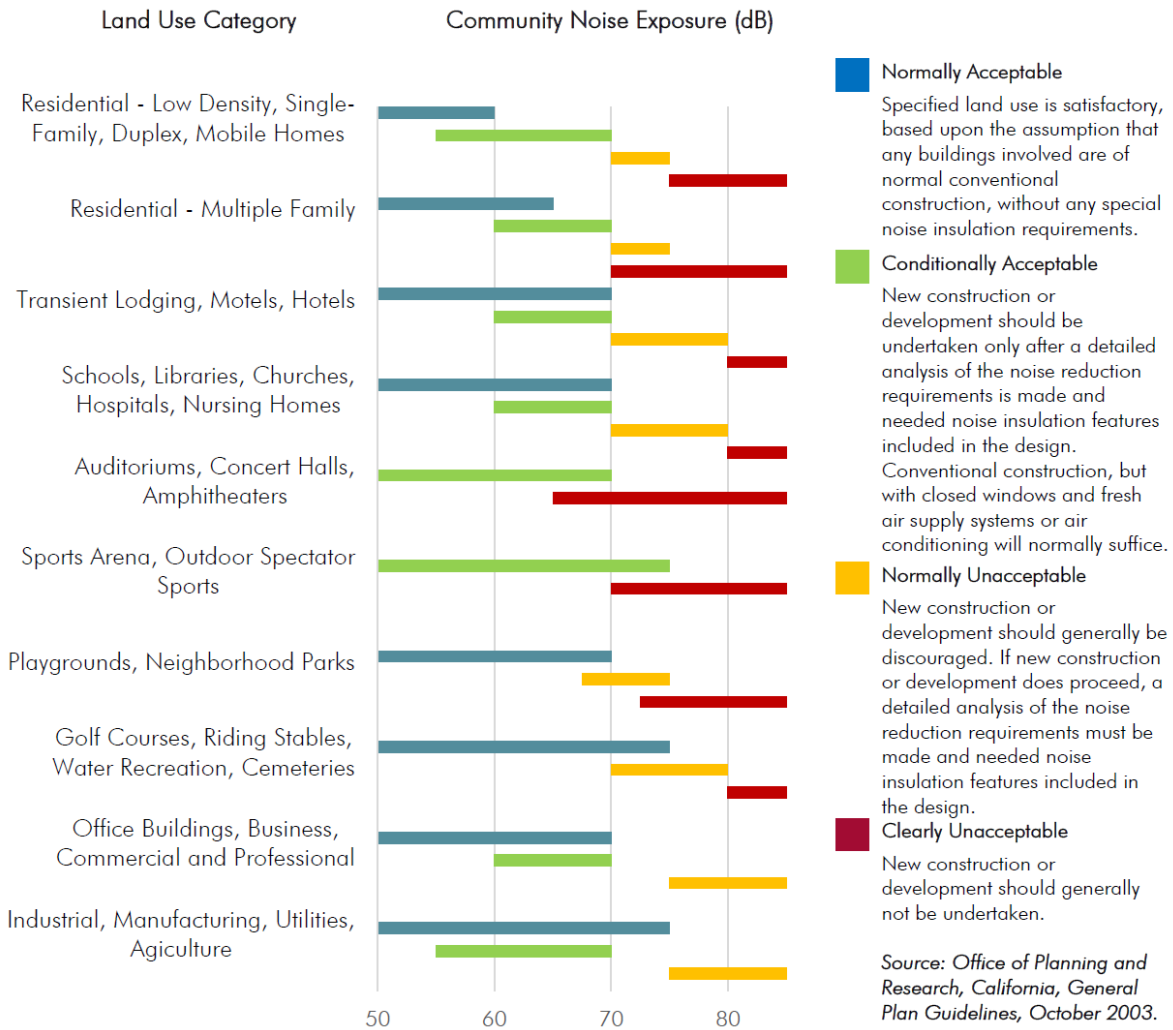 Land Use Category
Community Noise Exposure (dB)
Residential - Low Density, Single-
Family, Duplex, Mobile Homes
Residential - Multiple Family
Transient Lodging, Motels, Hotels
Schools, Libraries, Churches,
Hospitals, Nursing Homes
Auditoriums, Concert Halls,
Amphitheaters
Sports Arena, Outdoor Spectator
Sports
Playgrounds, Neighborhood Parks
Golf Courses, Riding Stables,
Water Recreation, Cemeteries
Office Buildings, Business,
Commercial and Professional
Industrial, Manufacturing, Utilities,
Agiculture
50 60 70 80
Normally Acceptable
Specified land use is satisfactory,
based upon the assumption that
any buildings involved are of
normal conventional
construction, without any special
noise insulation requirements.
Conditionally Acceptable
New construction or
development should be
undertaken only after a detailed
analysis of the noise reduction
requirements is made and
needed noise insulation features
included in the design.
Conventional construction, but
with closed windows and fresh
air supply systems or air
conditioning will normally suffice.
Normally Unacceptable
New construction or
development should generally be
discouraged. If new construction
or development does proceed, a
detailed analysis of the noise
reduction requirements must be
made and needed noise
insulation features included in
the design.
Clearly Unacceptable
New construction or
development should generally
not be undertaken.
Source: Office of Planning and
Research, California, General
Plan Guidelines, October 2003.